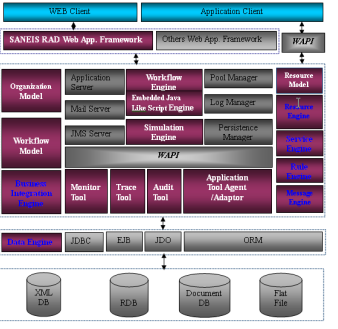 WEB Client
Application Client
SANEIS RAD Web App. Framework
Others Web App. Framework
WAPI
Organization
Model
Application
Server
Workflow
Engine
Pool Manager
Resource
Model
Mail Server
Embedded Java
Like Script Engine
Log Manager
Resource
Engine
Workflow
Model
JMS Server
Simulation
Engine
Persistence
Manager
Service
Engine
WAPI
Rule
Engine
Business
Integration
Engine
Monitor
Tool
Trace
Tool
Audit
Tool
Application
Tool Agent
/Adaptor
Message
Engine
Data Engine
JDBC
EJB
JDO
ORM
XML
DB
RDB
Document
DB
Flat
File